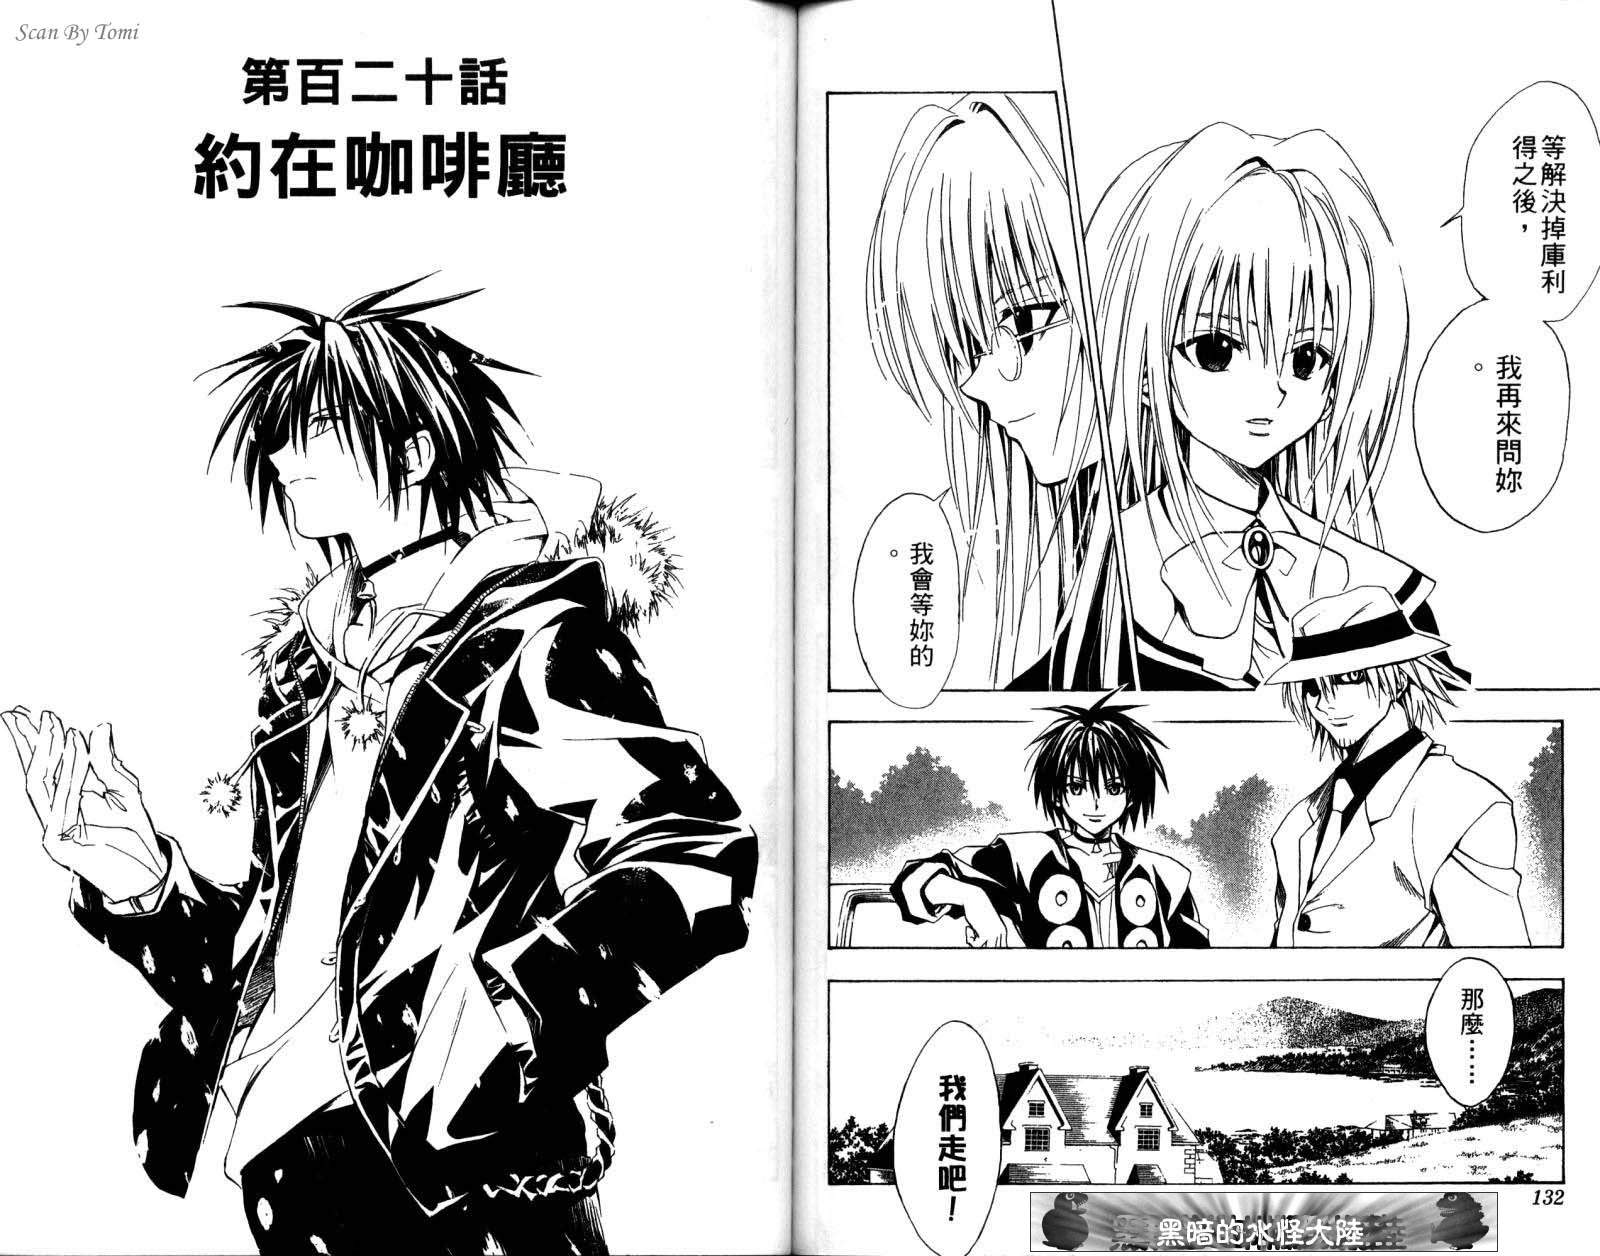 Scan By Tomi
等解決掉庫利
得之後，
我再來問妳
。
我會等妳的
。
那麼……
我們走吧！
132
黑暗的水怪大陸
第百二十話
約在咖啡廳